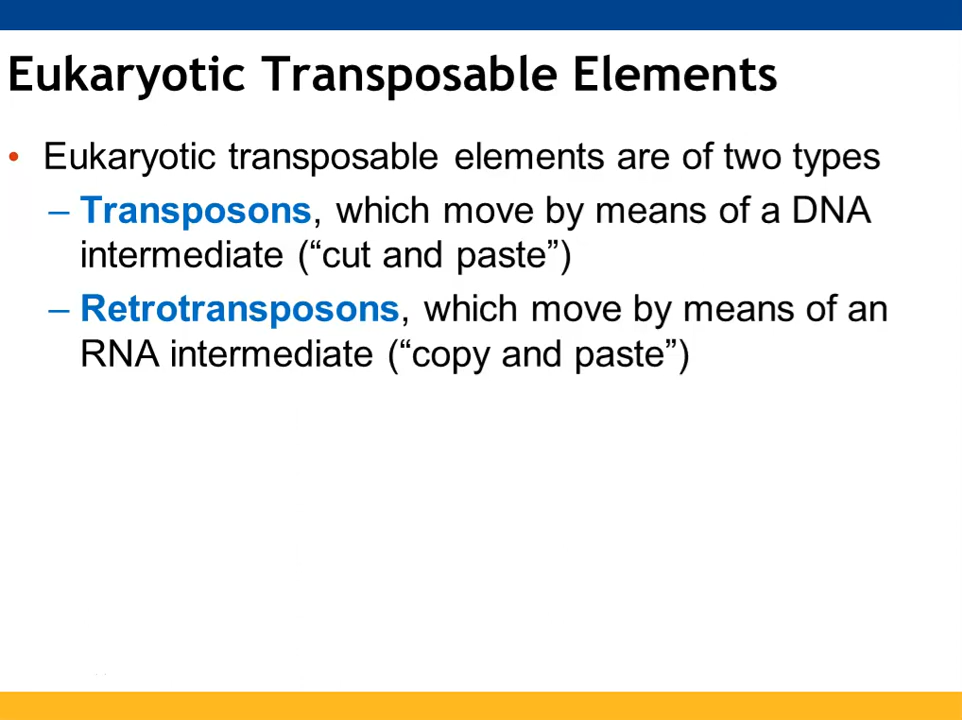 Eukaryotic Transposable Elements
• Eukaryotic transposable elements are of two types
– Transposons, which move by means of a DNA
intermediate (“cut and paste”)
– Retrotransposons, which move by means of an
RNA intermediate (“copy and paste”)